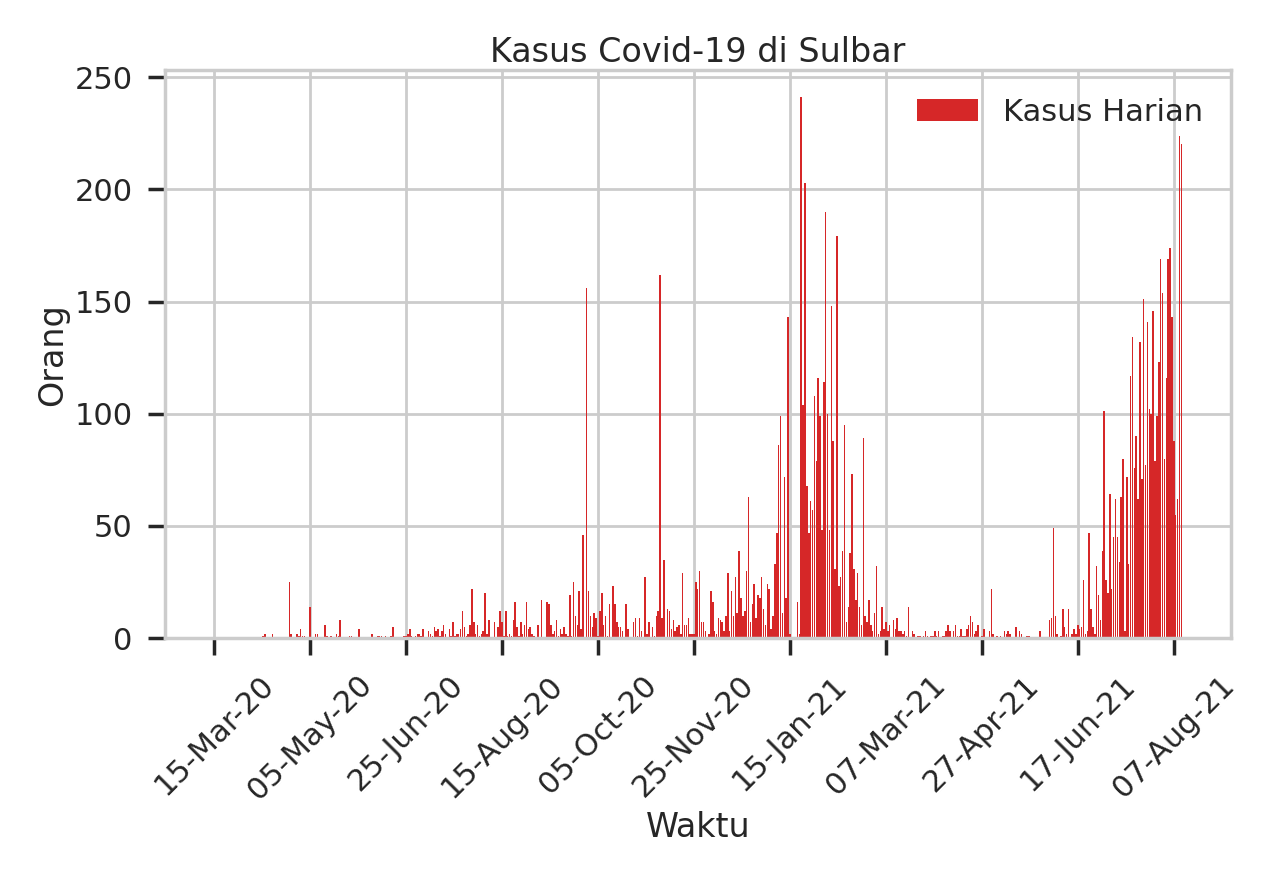 Kasus Covid-19 di Sulbar
Kasus Harian
Orang
250
200
150
100
50
0
15-Mar-20
05-May-20
25-Jun-20
15-Aug-20
05-Oct-20
25-Nov-20
15-Jan-21
07-Mar-21
27-Apr-21
17-Jun-21
07-Aug-21
Waktu